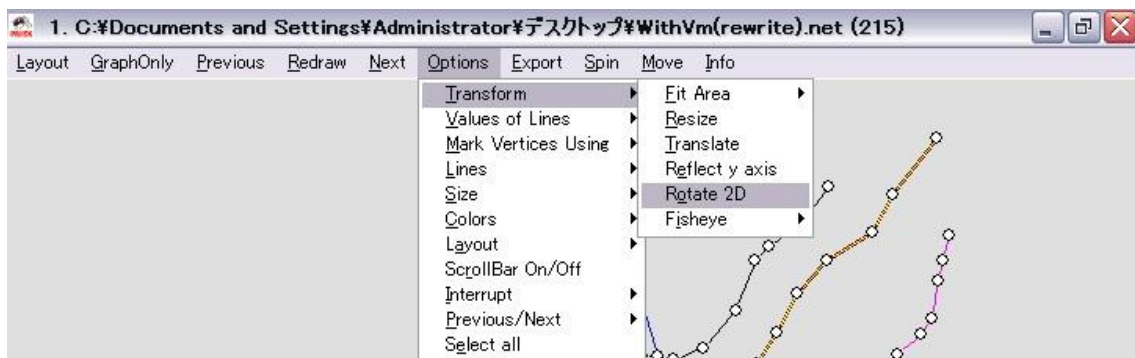 1. C:¥Documents and Settings¥Administrator¥デスクトップ¥WithVm(rewrite).net (215)
Layout GraphOnly Previous Redraw Next Options Export Spin Move Info
Transform
Values of Lines
Mark Vertices Using
Lines
Size
Colors
Layout
ScrollBar On/Off
Interrupt
Previous/Next
Select all
Fit Area
Resize
Translate
Reflect y axis
Rotate 2D
Fisheye